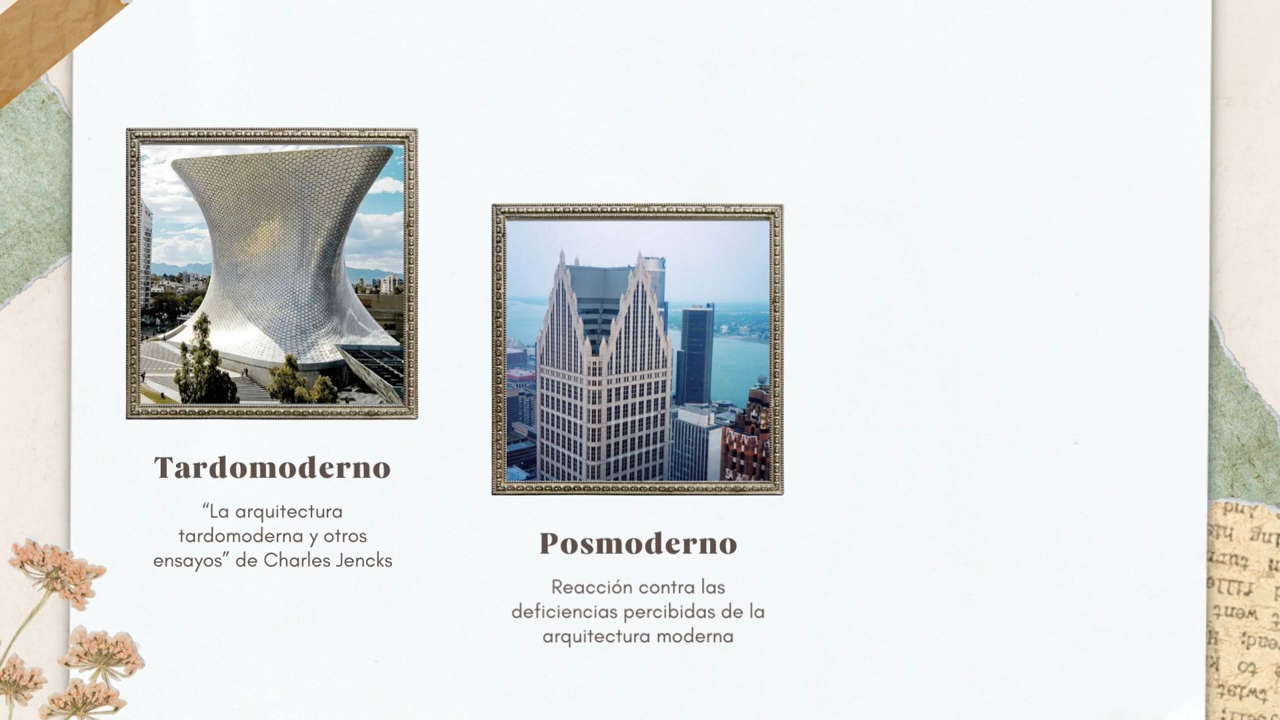 Tardomoderno
“La arquitectura
tardomoderna y otros
ensayos” de Charles Jencks
Posmoderno
Reacción contra las
deficiencias percibidas de la
arquitectura moderna